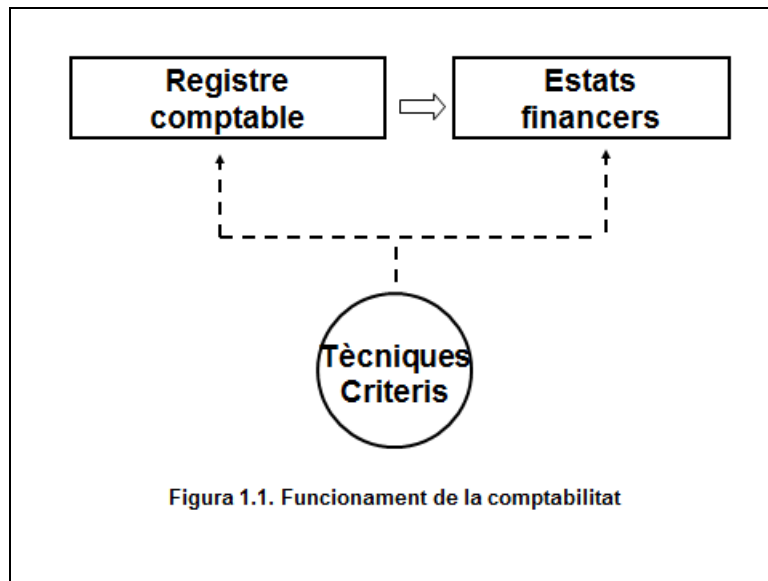 Registre
comptable
Estats
financers
Tècniques
Criteris
Figura 1.1. Funcionament de la comptabilitat